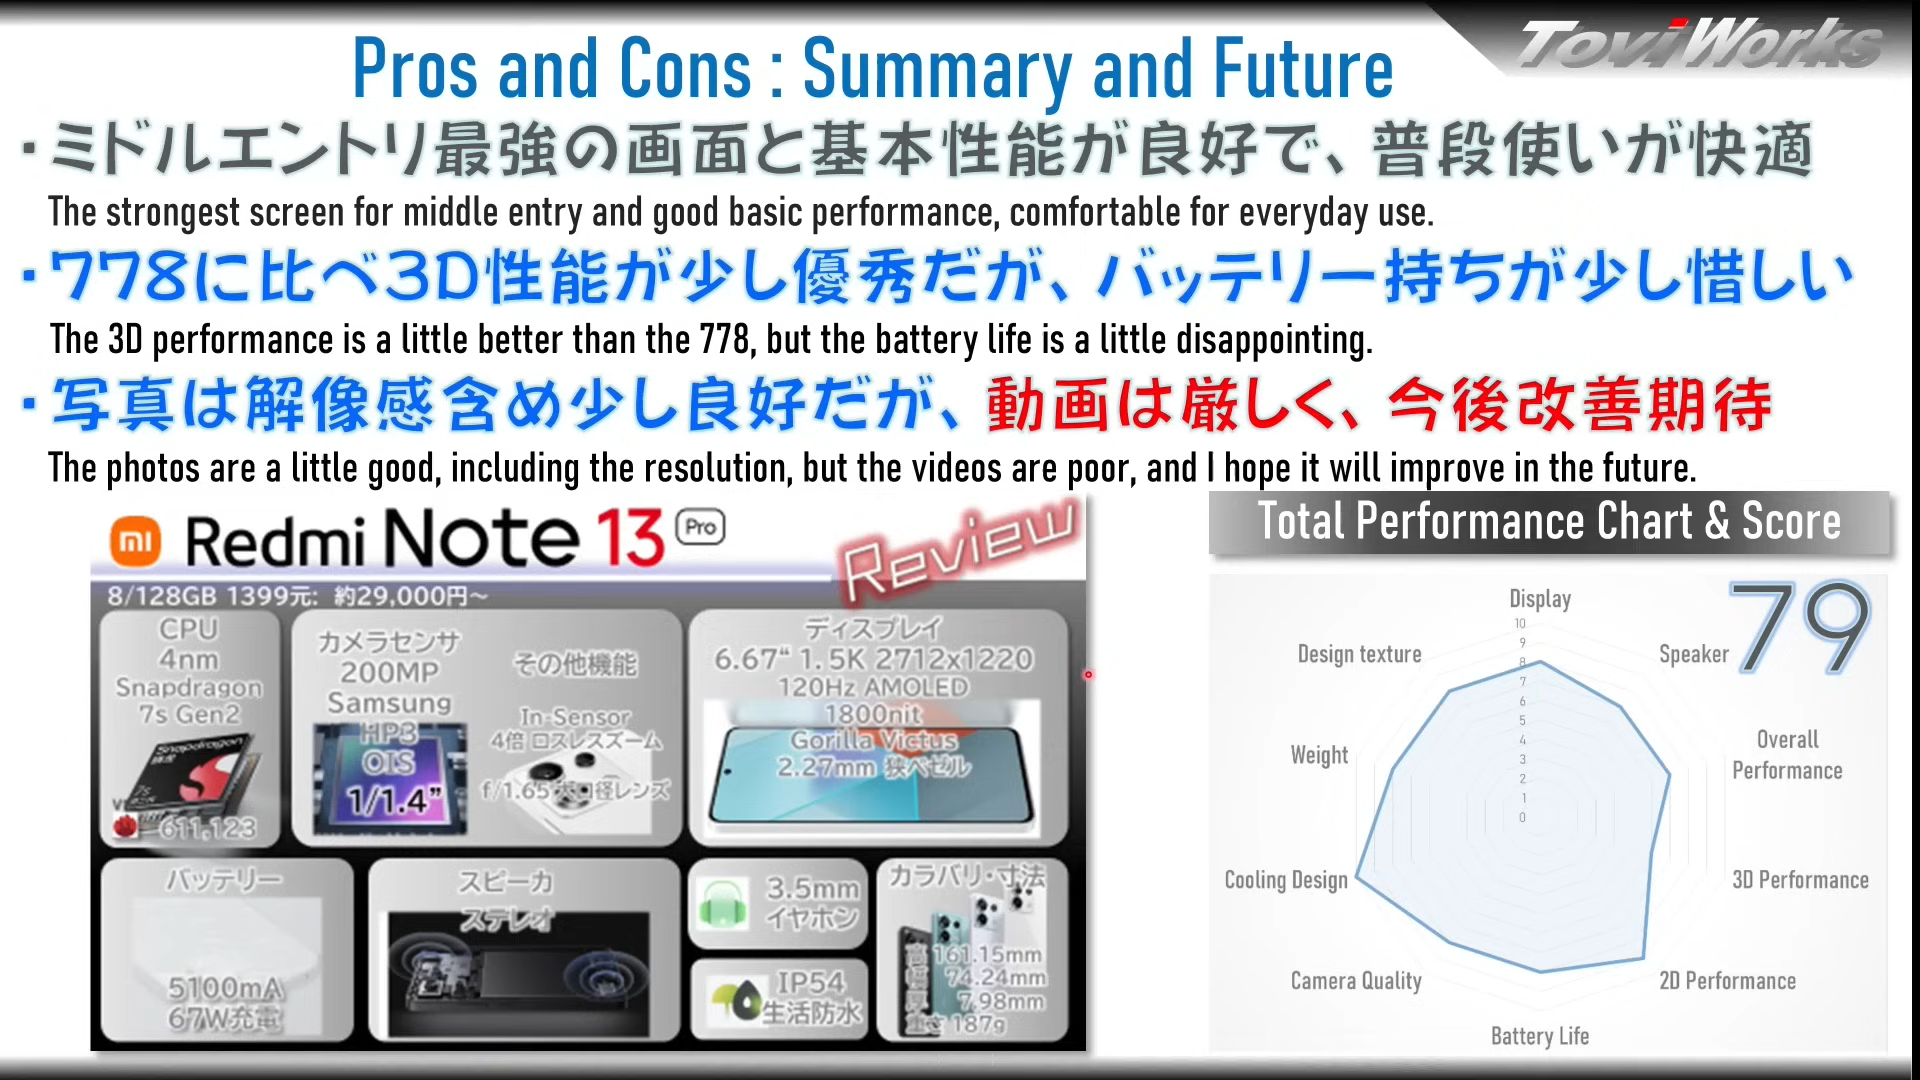 Pros and Cons : Summary and Future
ToviWorks
・ミドルエントリ最強の画面と基本性能が良好で、普段使いが快適
The strongest screen for middle entry and good basic performance, comfortable for everyday use.
・778に比べ3D性能が少し優秀だが、バッテリー持ちが少し惜しい
The 3D performance is a little better than the 778, but the battery life is a little disappointing.
・写真は解像感含め少し良好だが、動画は厳しく、今後改善期待
The photos are a little good, including the resolution, but the videos are poor, and I hope it will improve in the future.
mi Redmi Note 13 Pro
Review
8/128GB 1399元: 約29,000円～
CPU
4nm
Snapdragon
7s Gen2
611,123
カメラセンサ
200MP
Samsung
HP3
OIS
1/1.4"
その他機能
In-Sensor
4倍 ロスレスズーム
f/1.65 大口径レンズ
ディスプレイ
6.67“ 1.5K 2712x1220
120Hz AMOLED
1800nit
Gorilla Victus
2.27mm 狭ベゼル
バッテリー
5100mA
67W充電
スピーカ
ステレオ
3.5mm
イヤホン
IP54
生活防水
カラバリ・寸法
高 161.15mm
幅 74.24mm
厚 7.98mm
重さ 187g
Total Performance Chart & Score
79
Display
Speaker
Overall
Performance
3D Performance
2D Performance
Battery Life
Camera Quality
Cooling Design
Weight
Design texture
10
9
8
7
6
5
4
3
2
1
0